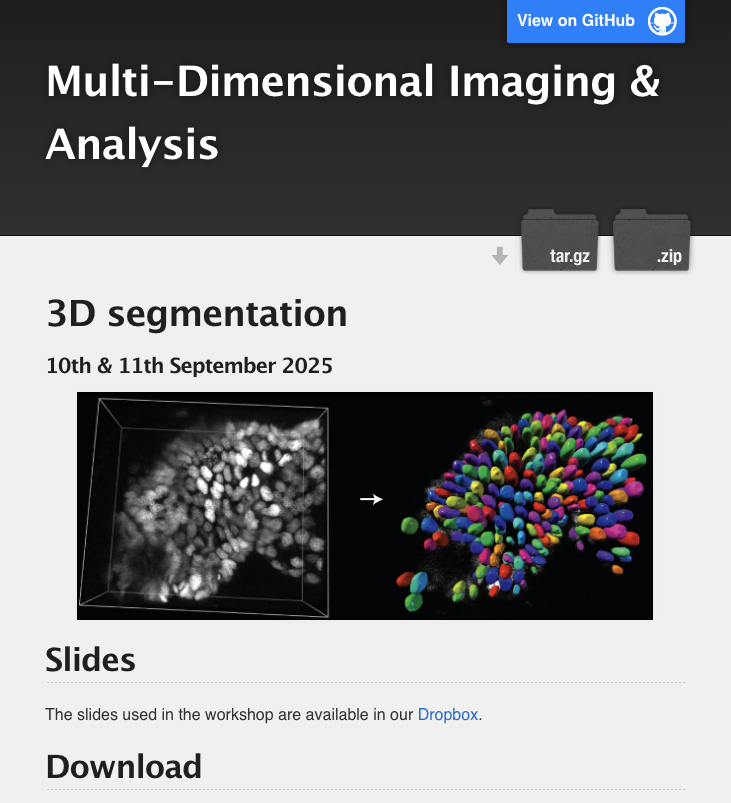 View on GitHub
Multi-Dimensional Imaging &
Analysis
tar.gz
.zip
3D segmentation
10th & 11th September 2025
Slides
The slides used in the workshop are available in our Dropbox.
Download